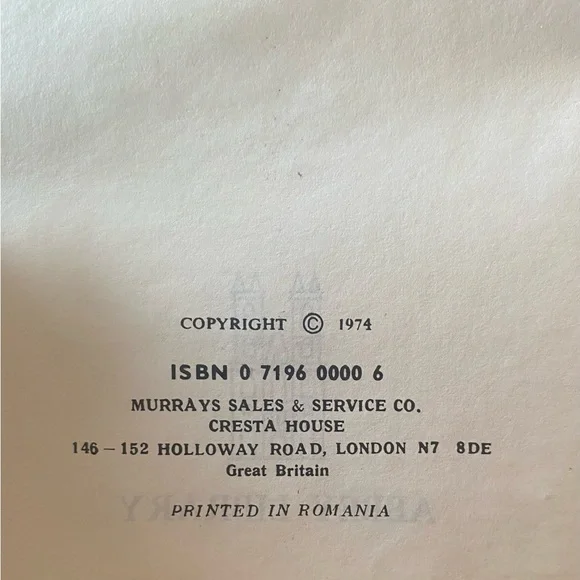 COPYRIGHT © 1974
ISBN 0 7196 0000 6
MURRAYS SALES & SERVICE CO.
CRESTA HOUSE
146 – 152 HOLLOWAY ROAD, LONDON N7 8DE
Great Britain
PRINTED IN ROMANIA